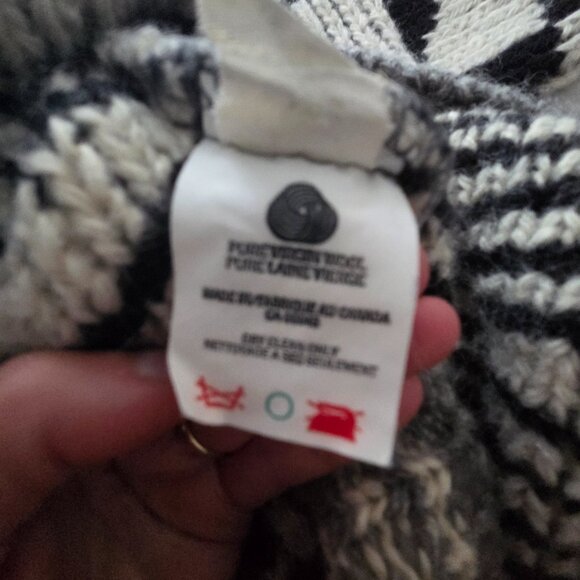 PURE VIRGIN WOOL
PURE LAINE VIERGE
MADE IN/FABRIQUE AU CANADA
DRY CLEAN ONLY
NETTOYAGE A SEC SEULEMENT